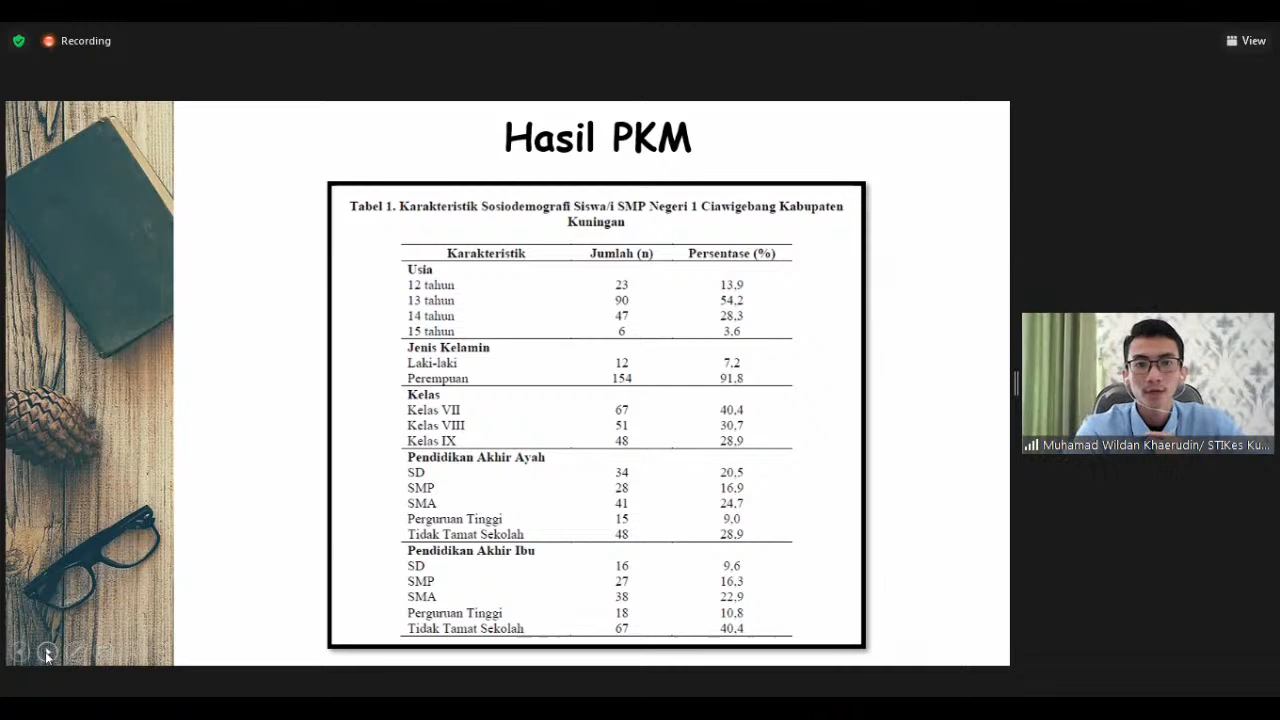 Recording
View
Hasil PKM
Tabel 1. Karakteristik Sosiodemografi Siswa/i SMP Negeri 1 Ciawigebang Kabupaten
Kuningan
Karakteristik Jumlah (n) Persentase (%)
Usia
12 tahun 23 13,9
13 tahun 90 54,2
14 tahun 47 28,3
15 tahun 6 3,6
Jenis Kelamin
Laki-laki 12 7,2
Perempuan 154 91,8
Kelas
Kelas VII 67 40,4
Kelas VIII 51 30,7
Kelas IX 48 28,9
Pendidikan Akhir Ayah
SD 34 20,5
SMP 28 16,9
SMA 41 24,7
Perguruan Tinggi 15 9,0
Tidak Tamat Sekolah 48 28,9
Pendidikan Akhir Ibu
SD 16 9,6
SMP 27 16,3
SMA 38 22,9
Perguruan Tinggi 18 10,8
Tidak Tamat Sekolah 67 40,4
Muhamad Wildan Khaerudin/ STIKes Ku...